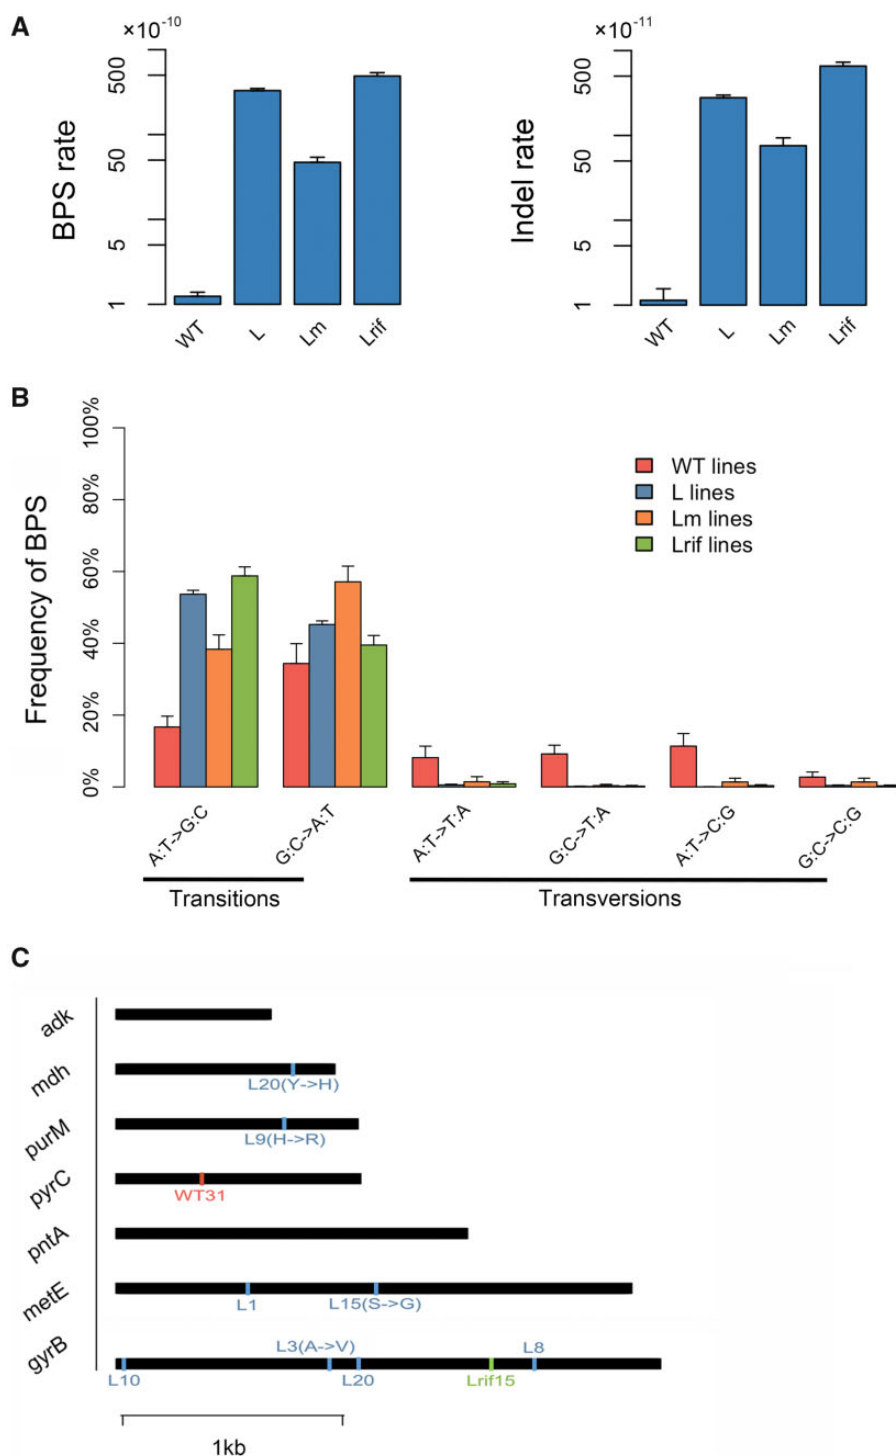 A
×10⁻¹⁰
BPS rate
500
50
5
1
WT
L
Lm
Lrif
×10⁻¹¹
Indel rate
500
50
5
1
WT
L
Lm
Lrif
B
Frequency of BPS
100%
80%
60%
40%
20%
0%
WT lines
L lines
Lm lines
Lrif lines
A:T->G:C
G:C->A:T
A:T->T:A
G:C->T:A
A:T->C:G
G:C->C:G
Transitions
Transversions
C
adk
mdh
L20(Y->H)
purM
L9(H->R)
pyrC
WT31
pntA
metE
L1
L15(S->G)
gyrB
L3(A->V)
L8
L10
L20
Lrif15
1kb